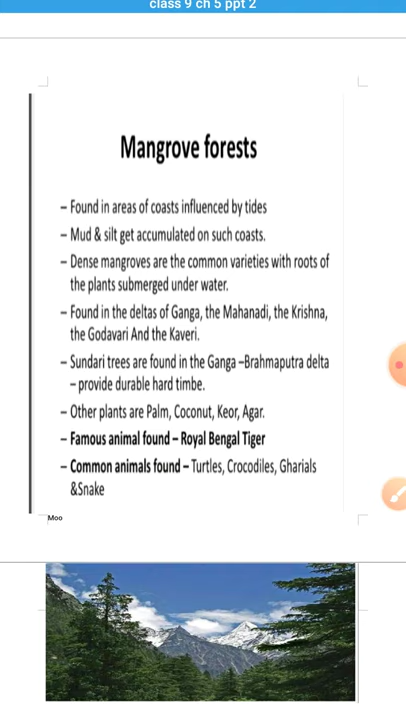 class 9 ch 5 ppt 2
Mangrove forests
– Found in areas of coasts influenced by tides
– Mud & silt get accumulated on such coasts.
– Dense mangroves are the common varieties with roots of
the plants submerged under water.
– Found in the deltas of Ganga, the Mahanadi, the Krishna,
the Godavari And the Kaveri.
– Sundari trees are found in the Ganga –Brahmaputra delta
– provide durable hard timbe.
– Other plants are Palm, Coconut, Keor, Agar.
– Famous animal found – Royal Bengal Tiger
– Common animals found – Turtles, Crocodiles, Gharials
&Snake
Moo